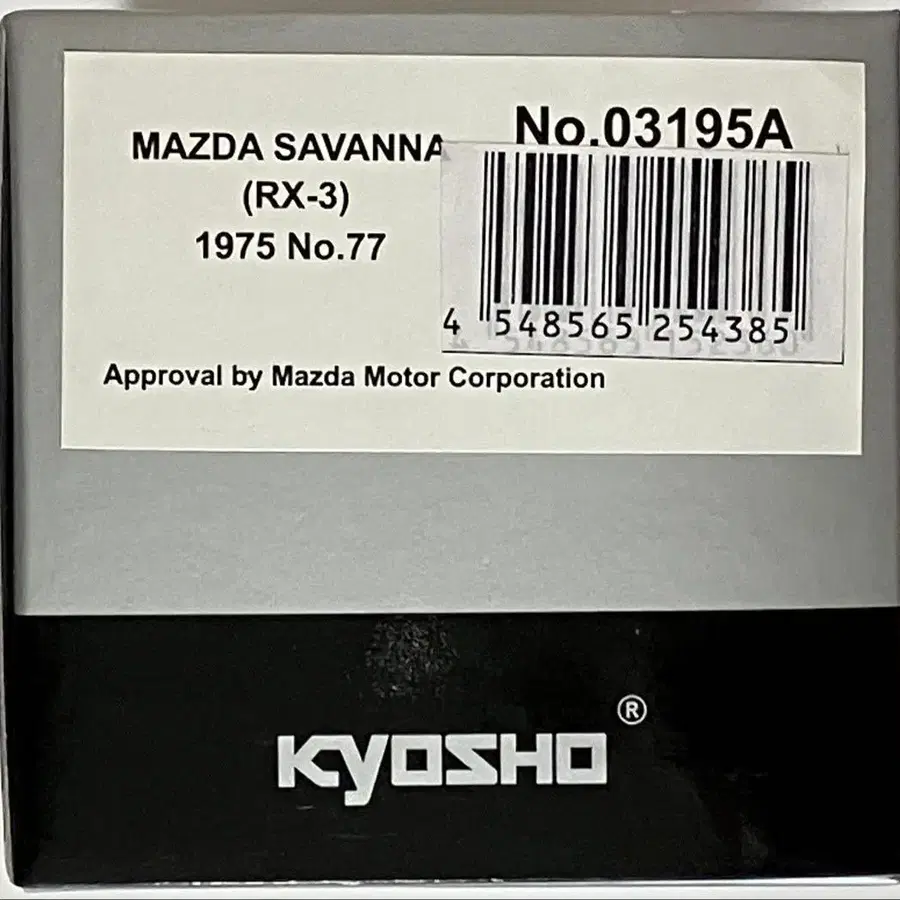 MAZDA SAVANNA
(RX-3)
1975 No.77
No.03195A
4 548565 254385
Approval by Mazda Motor Corporation
KYOSHO ®